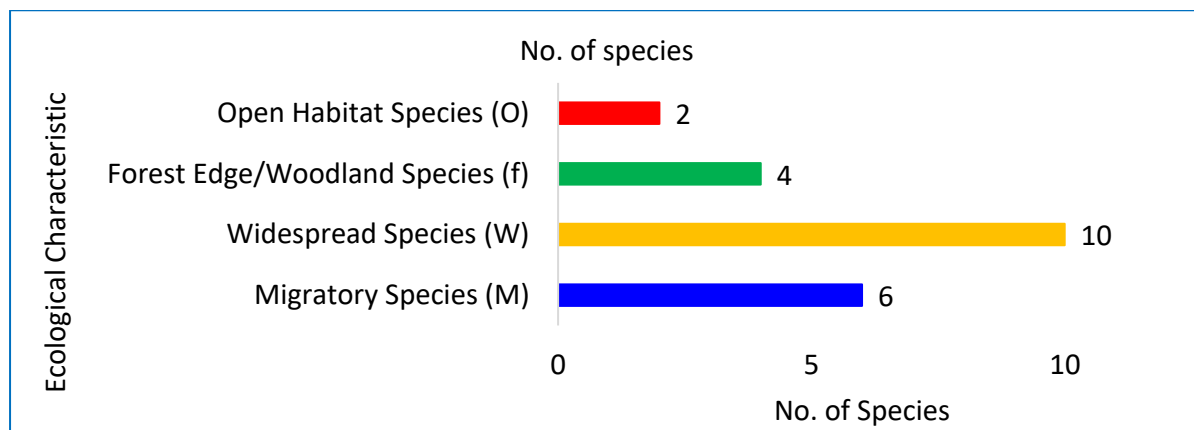 No. of species
Ecological Characteristic
Open Habitat Species (O)
2
Forest Edge/Woodland Species (f)
4
Widespread Species (W)
10
Migratory Species (M)
6
0 5 10
No. of Species